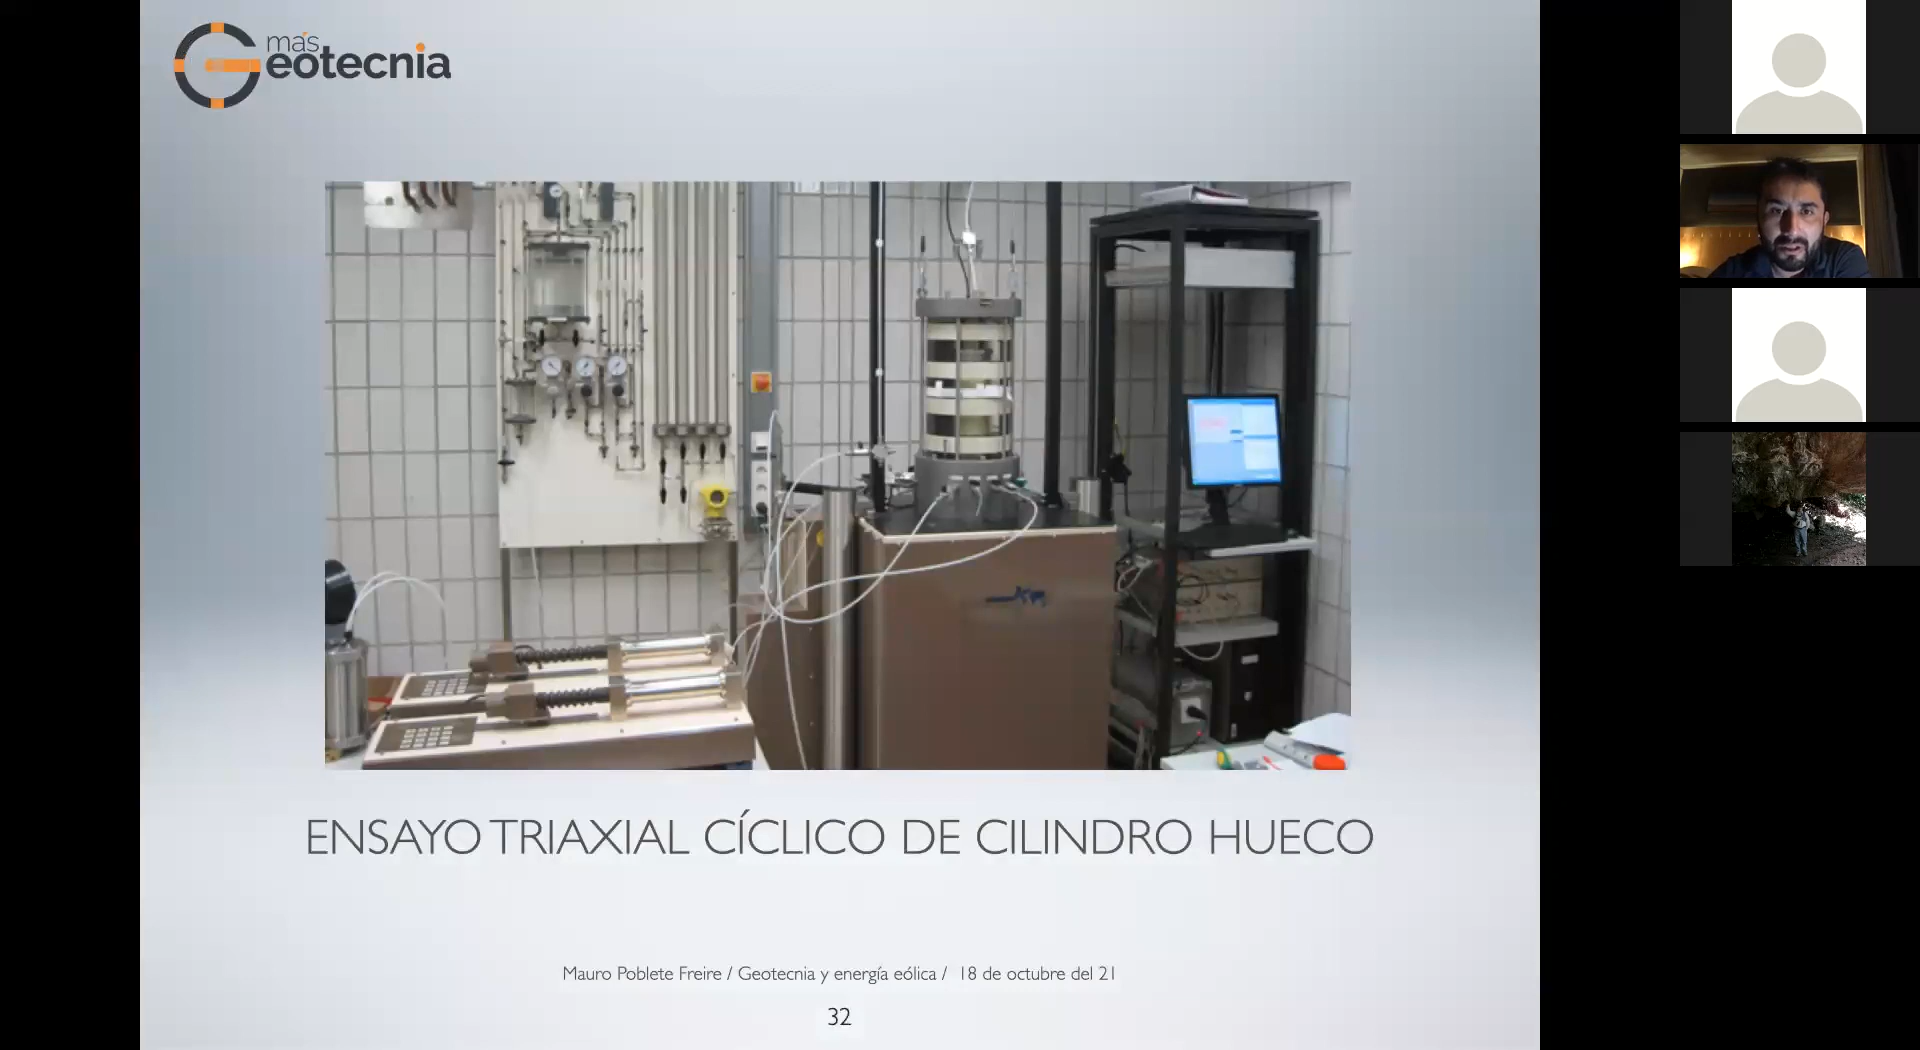 más
Geotecnia
ENSAYO TRIAXIAL CÍCLICO DE CILINDRO HUECO
Mauro Poblete Freire / Geotecnia y energía eólica / 18 de octubre del 21
32